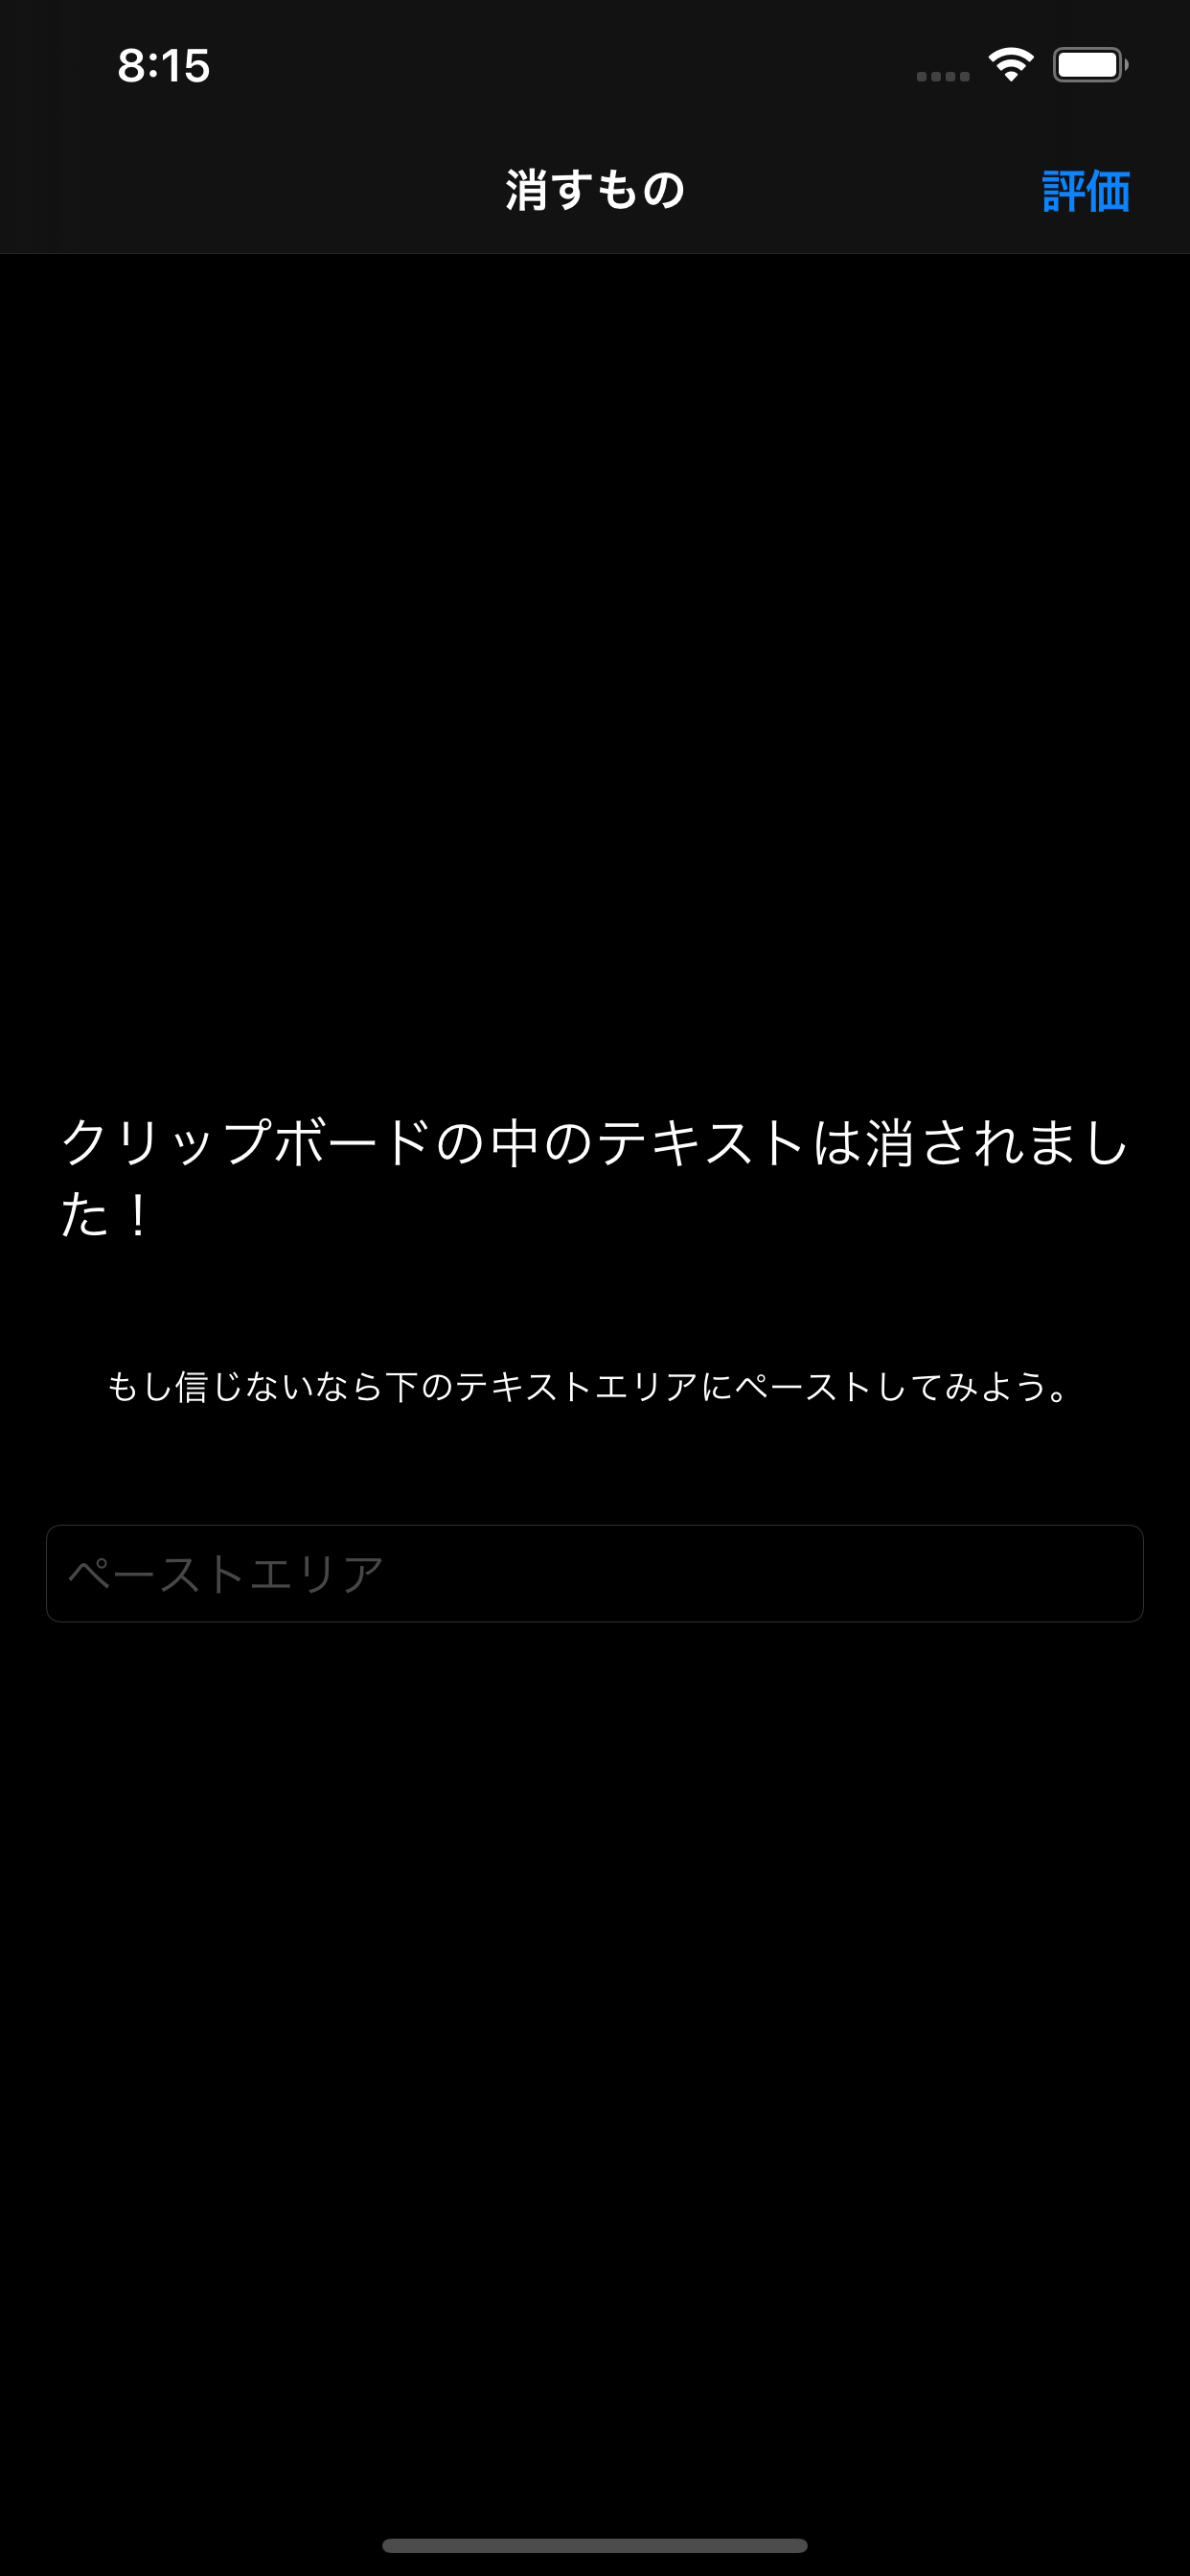 8:15
消すもの
評価
クリップボードの中のテキストは消されまし
た！
もし信じないなら下のテキストエリアにペーストしてみよう。
ペーストエリア